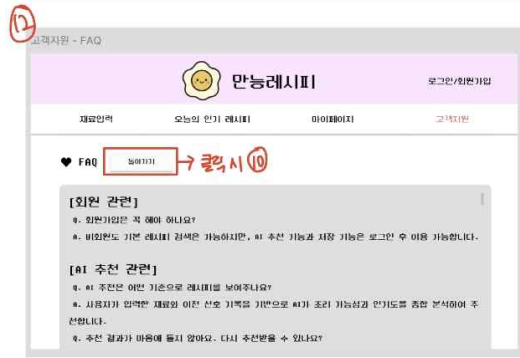 12
고객지원 - FAQ
만능레시피
로그인/회원가입
재료입력
오늘의 인기 레시피
마이페이지
고객지원
♥ FAQ
돌아가기
→ 클릭 시 10
[회원 관련]
Q. 회원가입은 꼭 해야 하나요?
A. 비회원도 기본 레시피 검색은 가능하지만, AI 추천 기능과 저장 기능은 로그인 후 이용 가능합니다.
[AI 추천 관련]
Q. AI 추천은 어떤 기준으로 레시피를 보여주나요?
A. 사용자가 입력한 재료와 이전 선호 기록을 기반으로 AI가 조리 가능성과 인기도를 종합 분석하여 추
천합니다.
Q. 추천 결과가 마음에 들지 않아요. 다시 추천받을 수 있나요?